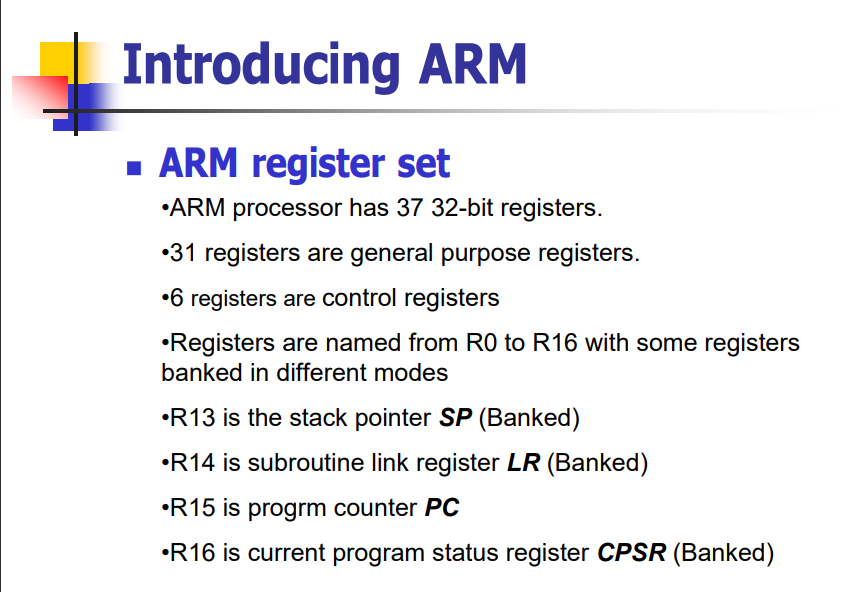 Introducing ARM
■ ARM register set
•ARM processor has 37 32-bit registers.
•31 registers are general purpose registers.
•6 registers are control registers
•Registers are named from R0 to R16 with some registers
banked in different modes
•R13 is the stack pointer SP (Banked)
•R14 is subroutine link register LR (Banked)
•R15 is progrm counter PC
•R16 is current program status register CPSR (Banked)